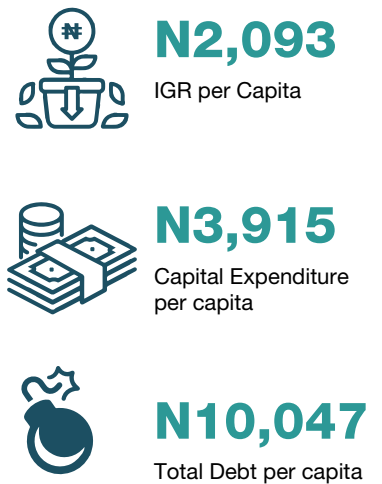 ₦
N2,093
IGR per Capita
N3,915
Capital Expenditure
per capita
N10,047
Total Debt per capita